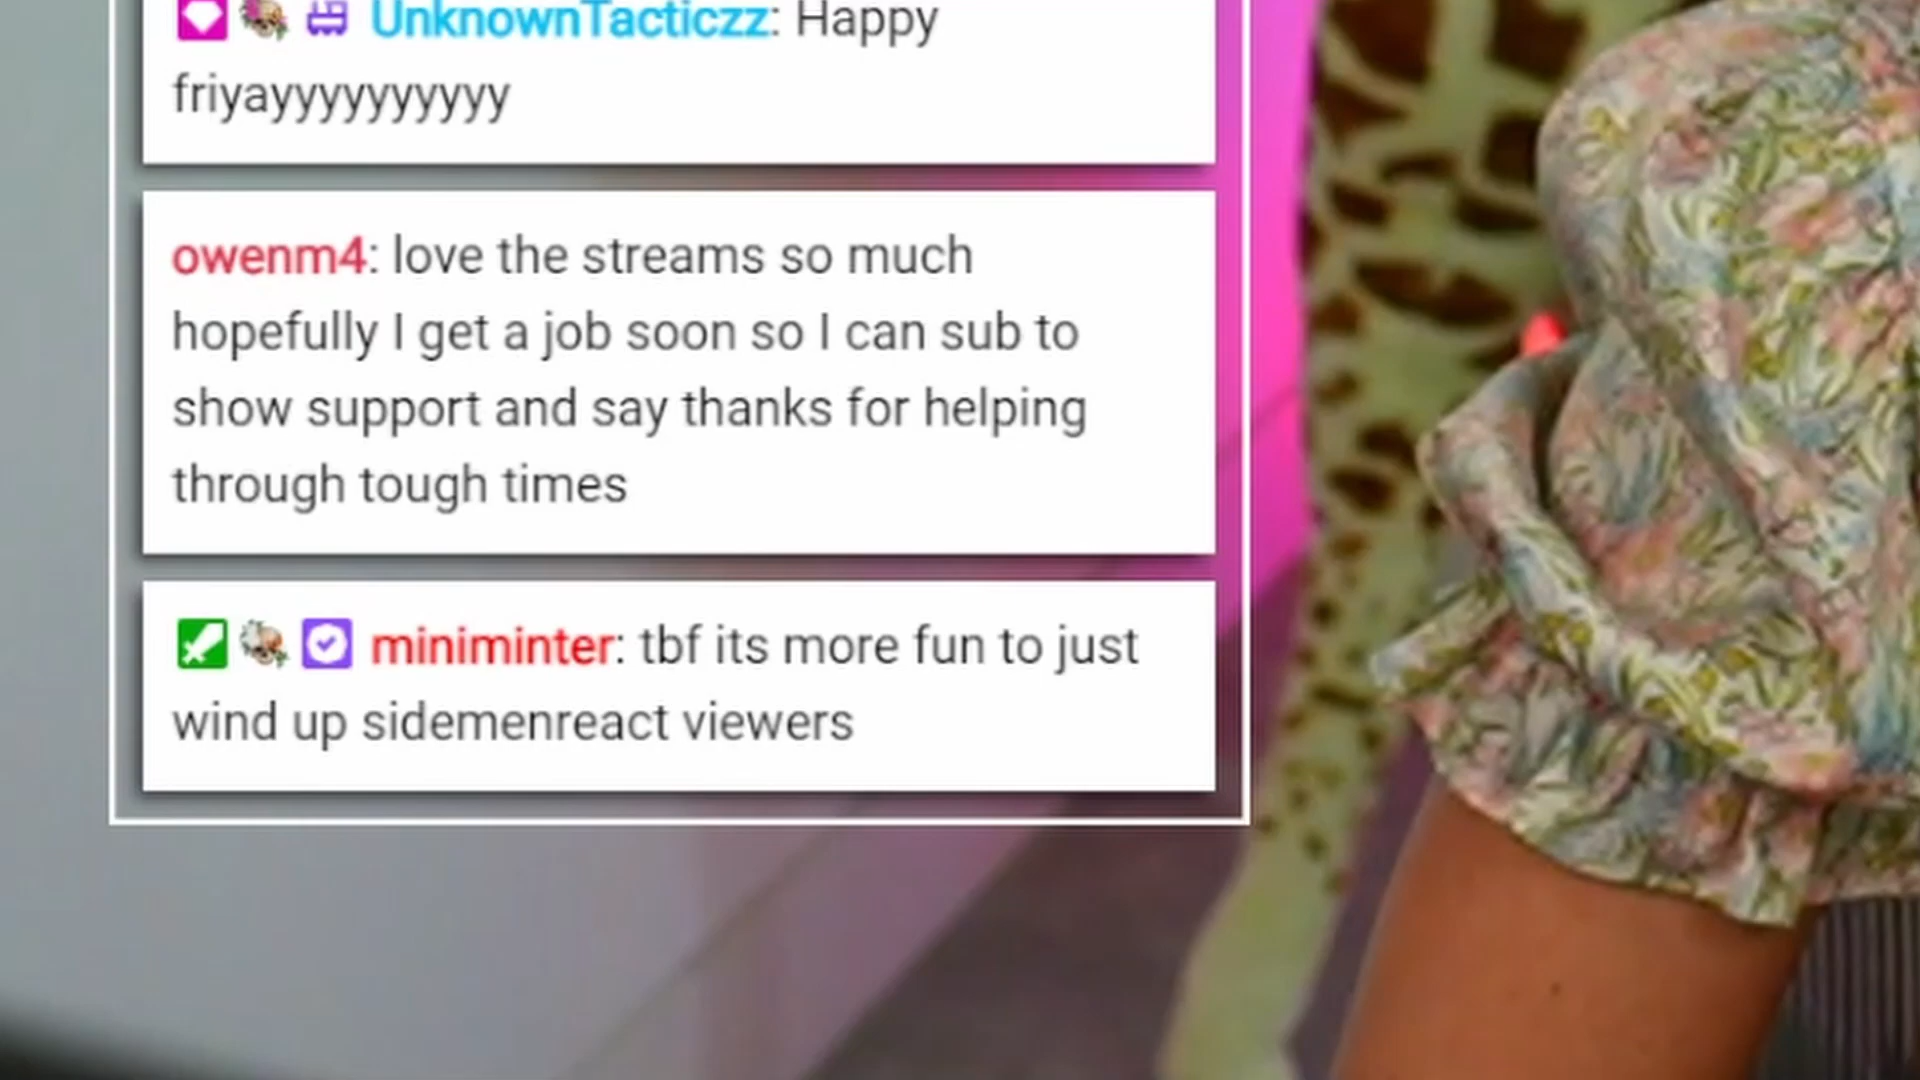 UnknownTacticzz: Happy
friyayyyyyyyyyy
owenm4: love the streams so much
hopefully I get a job soon so I can sub to
show support and say thanks for helping
through tough times
miniminter: tbf its more fun to just
wind up sidemenreact viewers